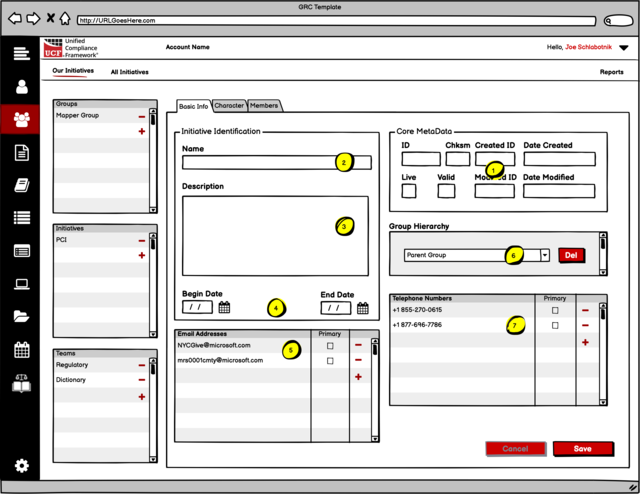 GRC Template
http://URLGoesHere.com
UCF Unified Compliance Framework
Account Name
Hello, Joe Schlabotnik
Our Initiatives
All Initiatives
Reports
Groups
Mapper Group
Initiatives
PCI
Teams
Regulatory
Dictionary
Basic Info
Character
Members
Initiative Identification
Name
2
Description
3
Begin Date
/ /
4
End Date
/ /
Email Addresses
Primary
NYCGive@microsoft.com
5
mrs0001cmty@microsoft.com
Core MetaData
ID
Chksm
Created ID
Date Created
1
Live
Valid
ID
Date Modified
Group Hierarchy
Parent Group
6
Del
Telephone Numbers
Primary
+1 855-270-0615
+1 877-696-7786
7
Cancel
Save